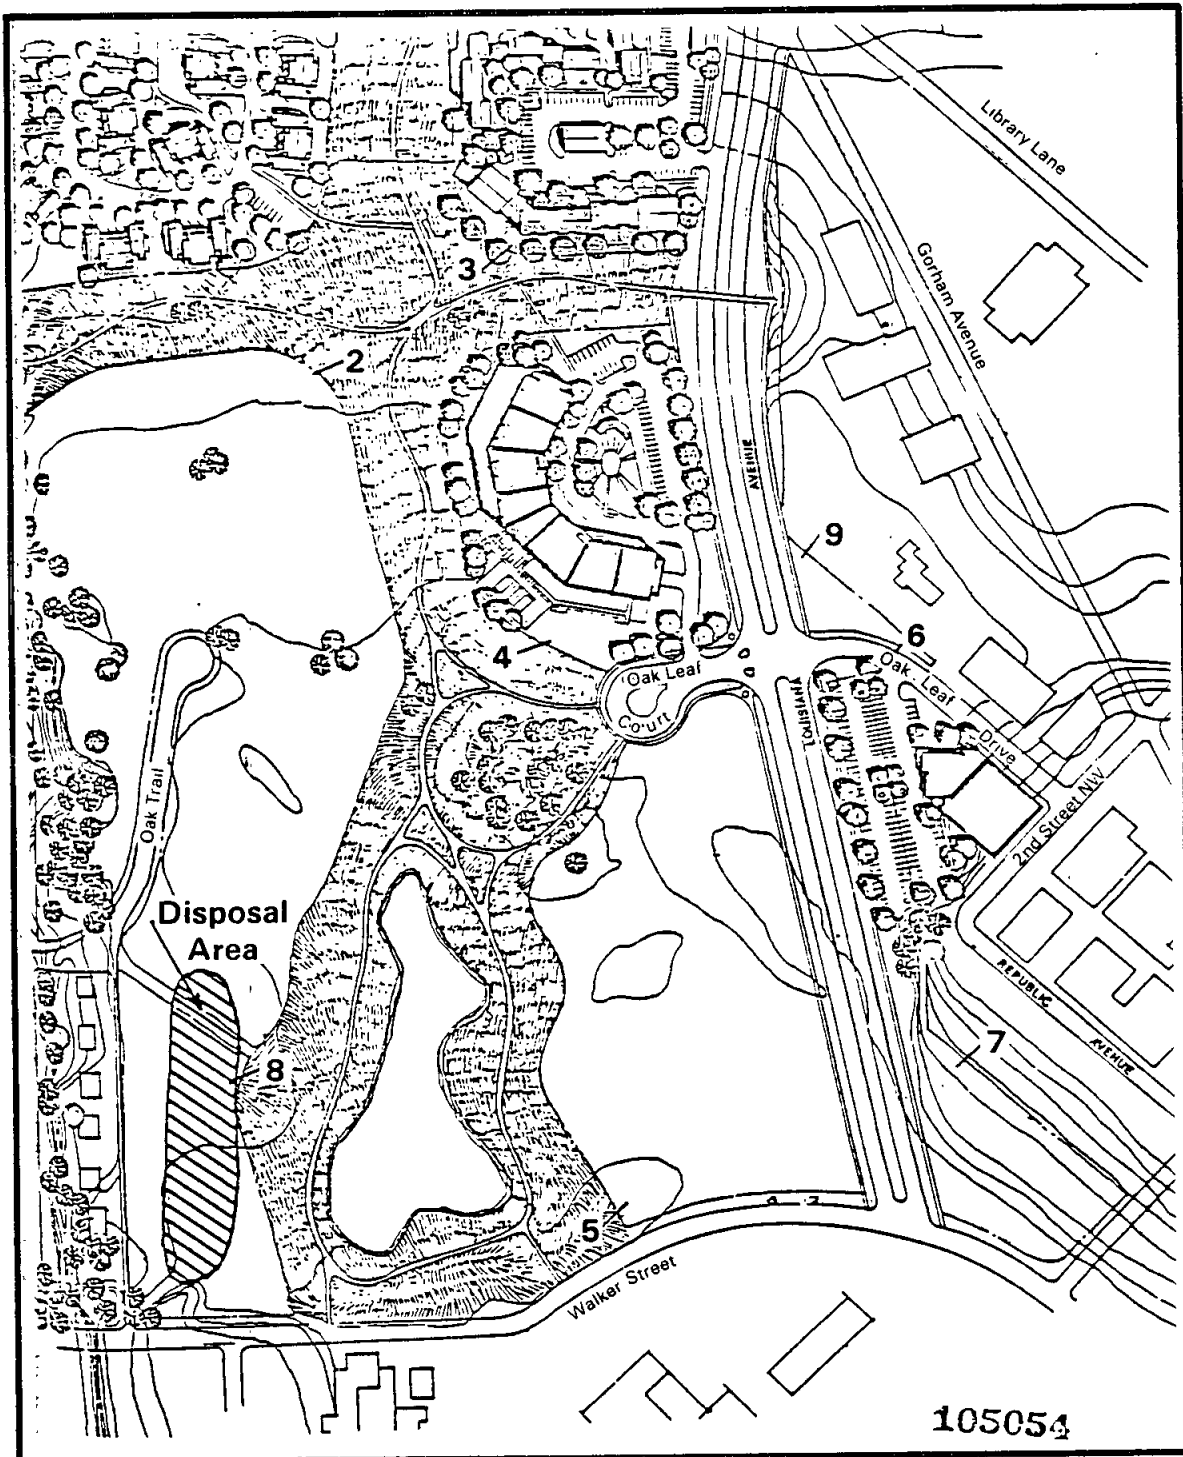 Library Lane
Gorham Avenue
3
2
AVENUE
9
6
4
Oak Leaf
Court
Oak Leaf
Drive
LOUISIANA
2nd Street NW
Oak Trail
Disposal
Area
REPUBLIC
AVENUE
7
8
5
Walker Street
105054